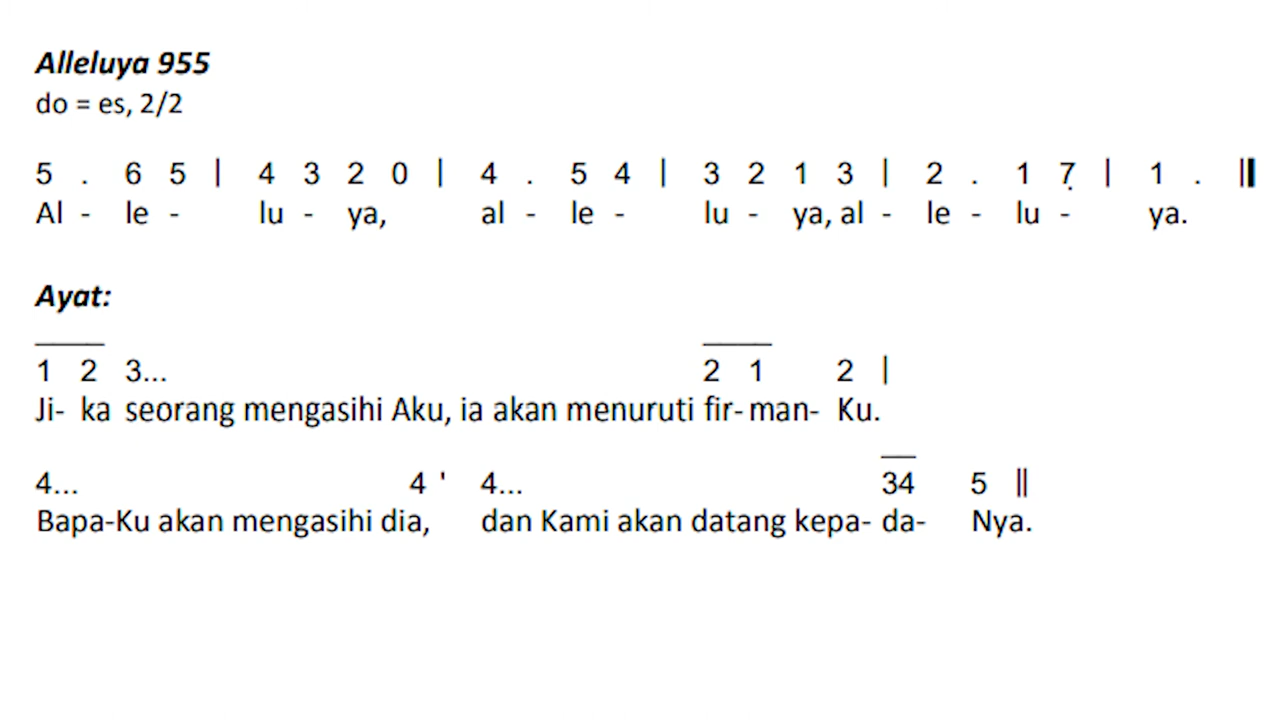 Alleluya 955
do = es, 2/2
5 . 6 5 | 4 3 2 0 | 4 . 5 4 | 3 2 1 3 | 2 . 1 7̣ | 1 . ||
Al - le - lu - ya, al - le - lu - ya, al - le - lu - ya.
Ayat:
1 2 3... 2 1 2 |
Ji- ka seorang mengasihi Aku, ia akan menuruti fir- man- Ku.
4... 4 ' 4... 34 5 ||
Bapa-Ku akan mengasihi dia, dan Kami akan datang kepa- da- Nya.